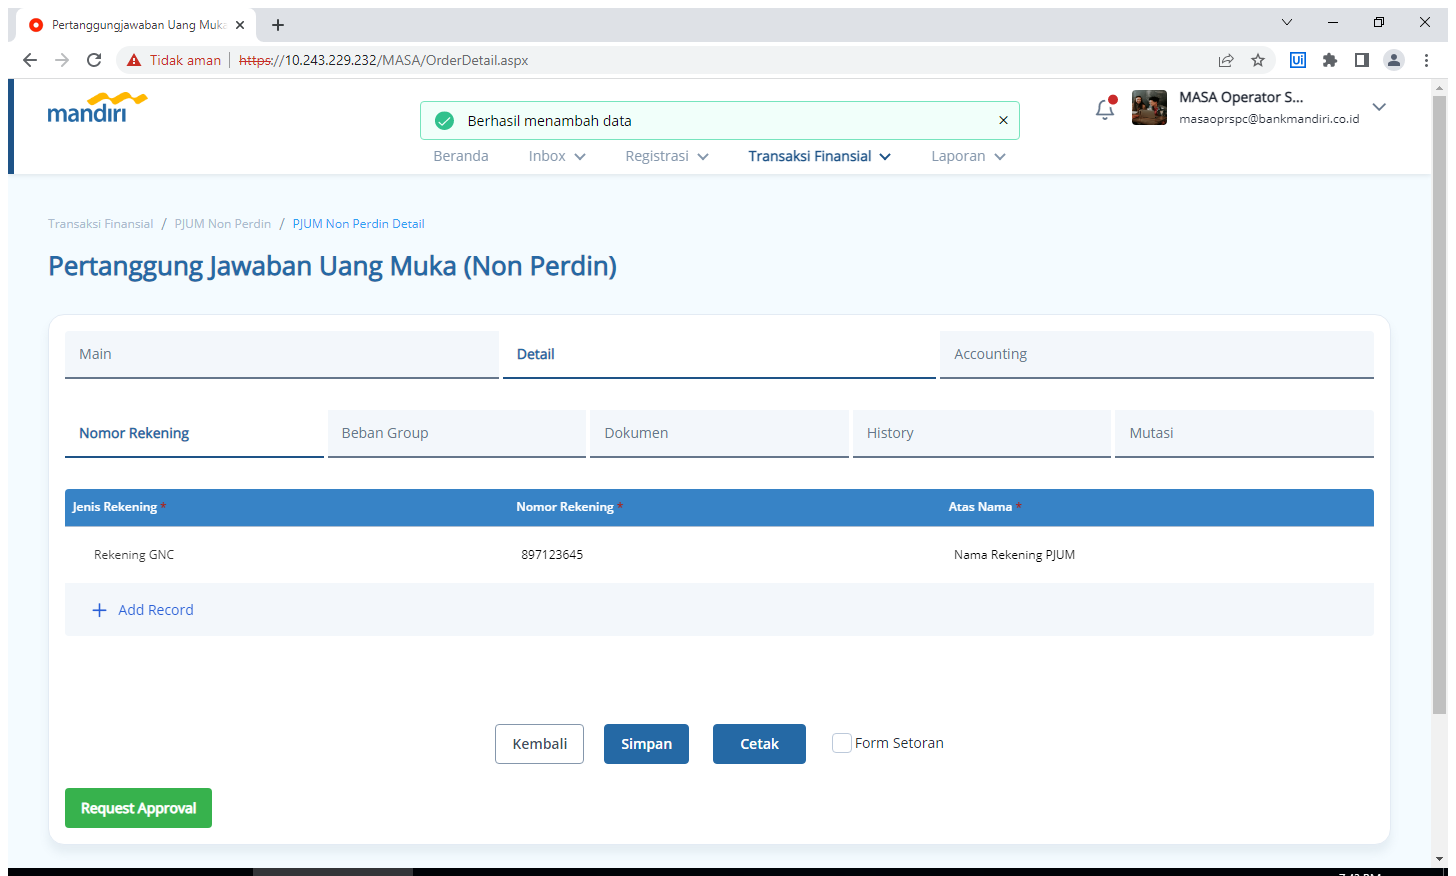 Pertanggungjawaban Uang Muka
Tidak aman
https://10.243.229.232/MASA/OrderDetail.aspx
Ui
mandiri
Berhasil menambah data
MASA Operator S...
masaoprspc@bankmandiri.co.id
Beranda Inbox Registrasi Transaksi Finansial Laporan
Transaksi Finansial / PJUM Non Perdin / PJUM Non Perdin Detail
Pertanggung Jawaban Uang Muka (Non Perdin)
Main Detail Accounting
Nomor Rekening Beban Group Dokumen History Mutasi
Jenis Rekening * Nomor Rekening * Atas Nama *
Rekening GNC 897123645 Nama Rekening PJUM
+ Add Record
Kembali Simpan Cetak Form Setoran
Request Approval